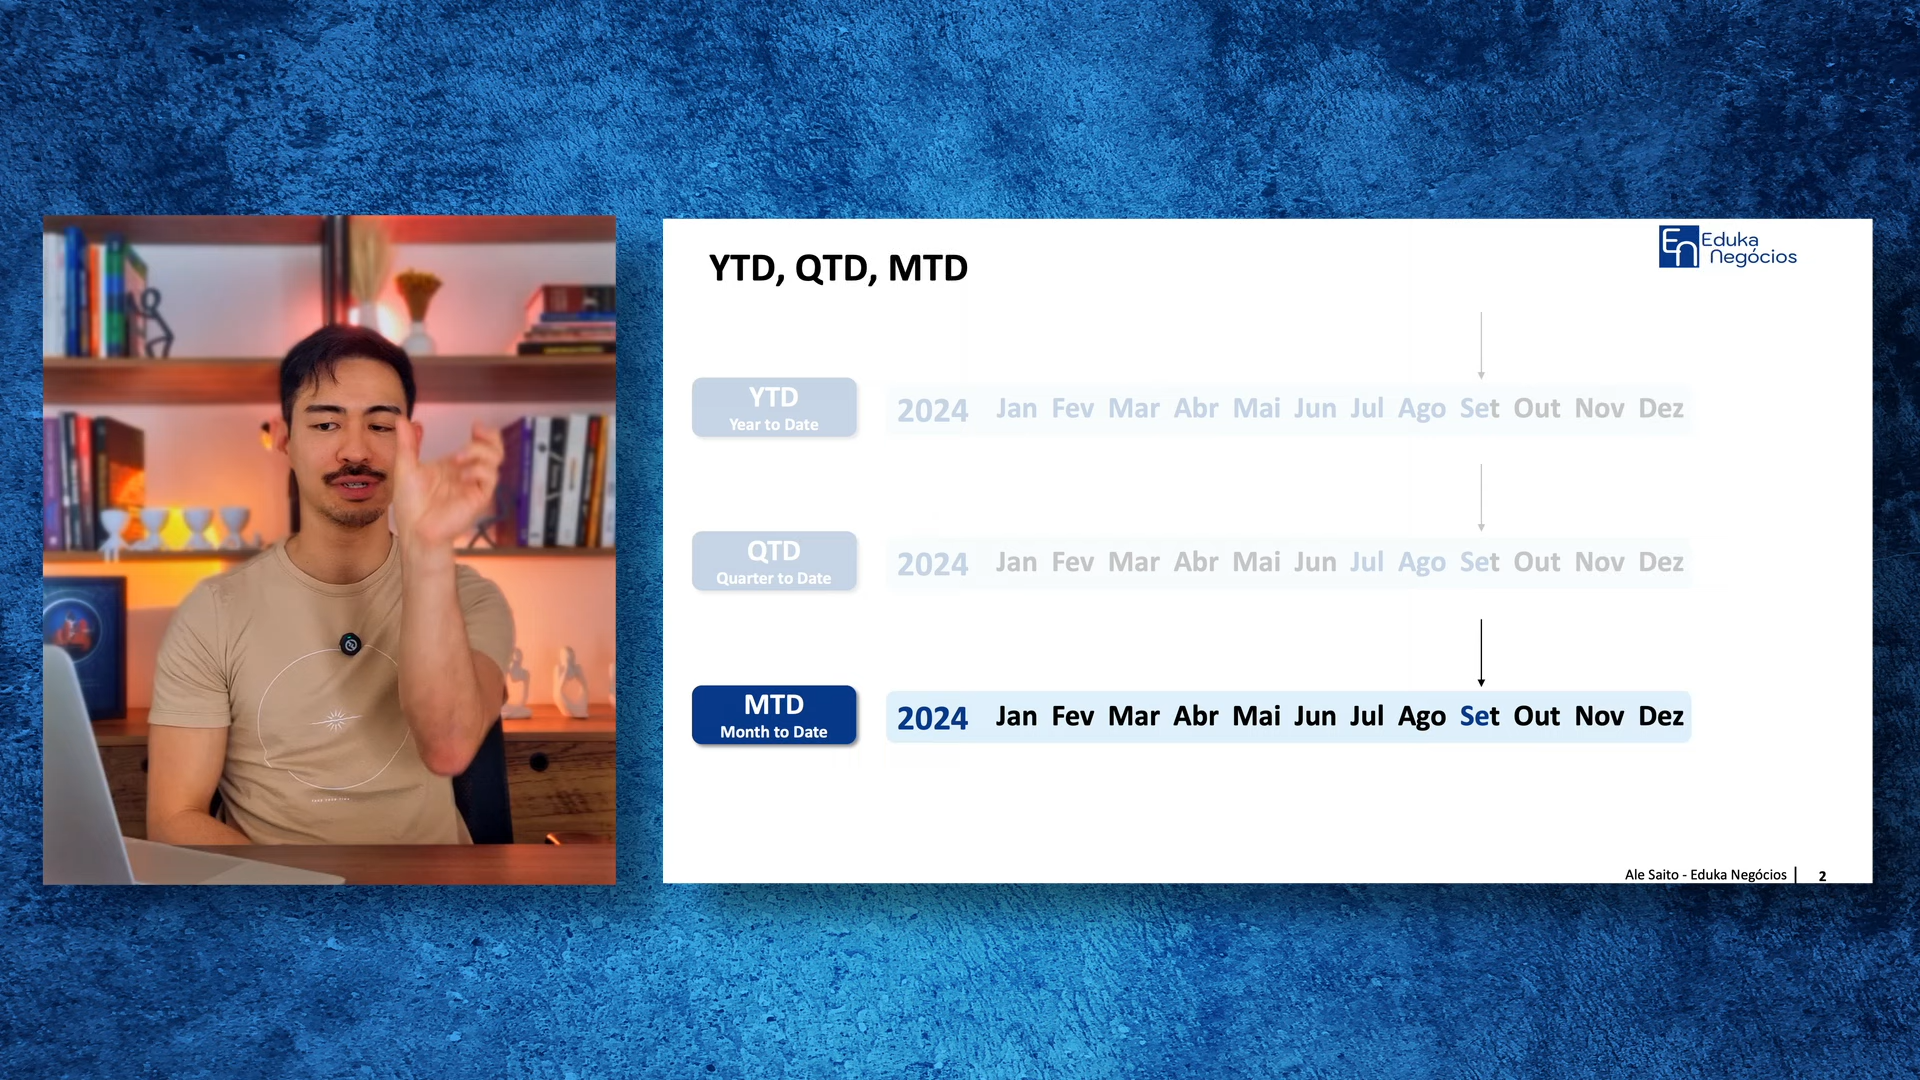 YTD, QTD, MTD
Eduka
Negócios
YTD
Year to Date
2024 Jan Fev Mar Abr Mai Jun Jul Ago Set Out Nov Dez
QTD
Quarter to Date
2024 Jan Fev Mar Abr Mai Jun Jul Ago Set Out Nov Dez
MTD
Month to Date
2024 Jan Fev Mar Abr Mai Jun Jul Ago Set Out Nov Dez
Ale Saito - Eduka Negócios | 2